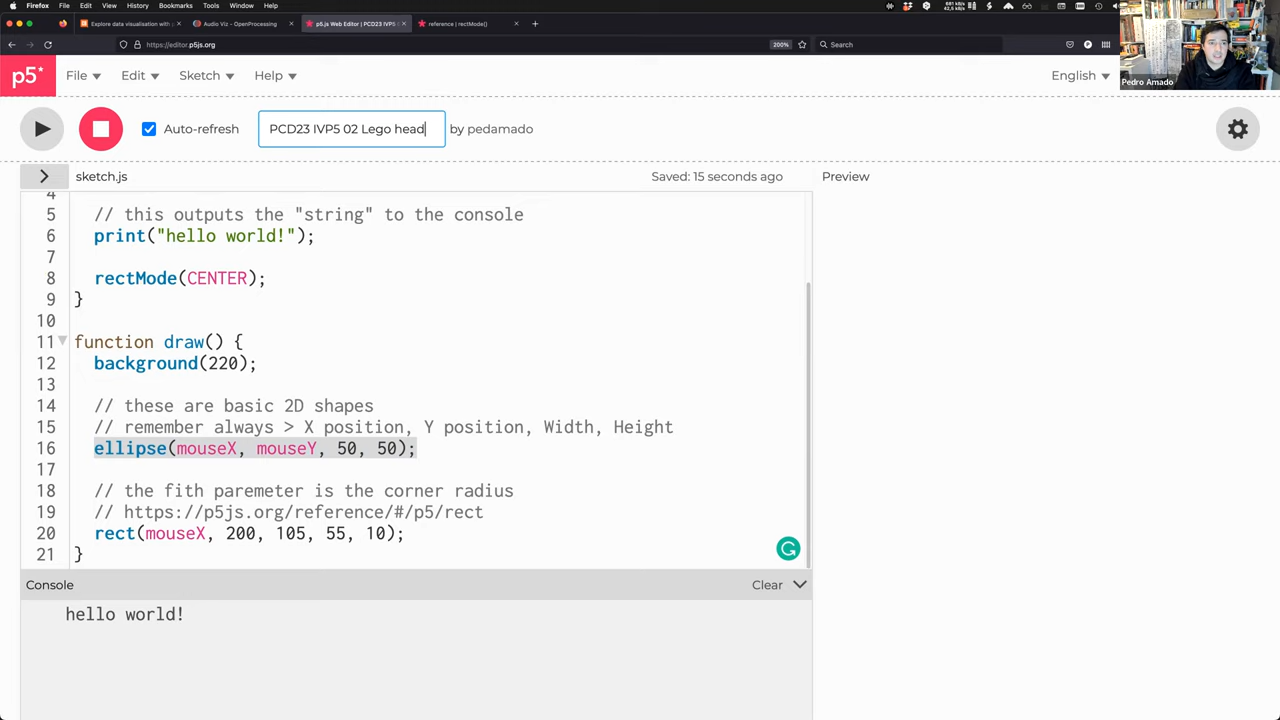 Firefox File Edit View History Bookmarks Tools Window Help
Explore data visualisation with
Audio Viz - OpenProcessing
p5.js Web Editor | PCD23 IVP5
reference | rectMode()
https://editor.p5js.org
200%
Search
Pedro Amado
p5*
File
Edit
Sketch
Help
English
Auto-refresh
PCD23 IVP5 02 Lego head
by pedamado
sketch.js
Saved: 15 seconds ago
Preview
4
5 // this outputs the "string" to the console
6 print("hello world!");
7
8 rectMode(CENTER);
9 }
10
11 function draw() {
12 background(220);
13
14 // these are basic 2D shapes
15 // remember always > X position, Y position, Width, Height
16 ellipse(mouseX, mouseY, 50, 50);
17
18 // the fith paremeter is the corner radius
19 // https://p5js.org/reference/#/p5/rect
20 rect(mouseX, 200, 105, 55, 10);
21 }
Console
Clear
hello world!